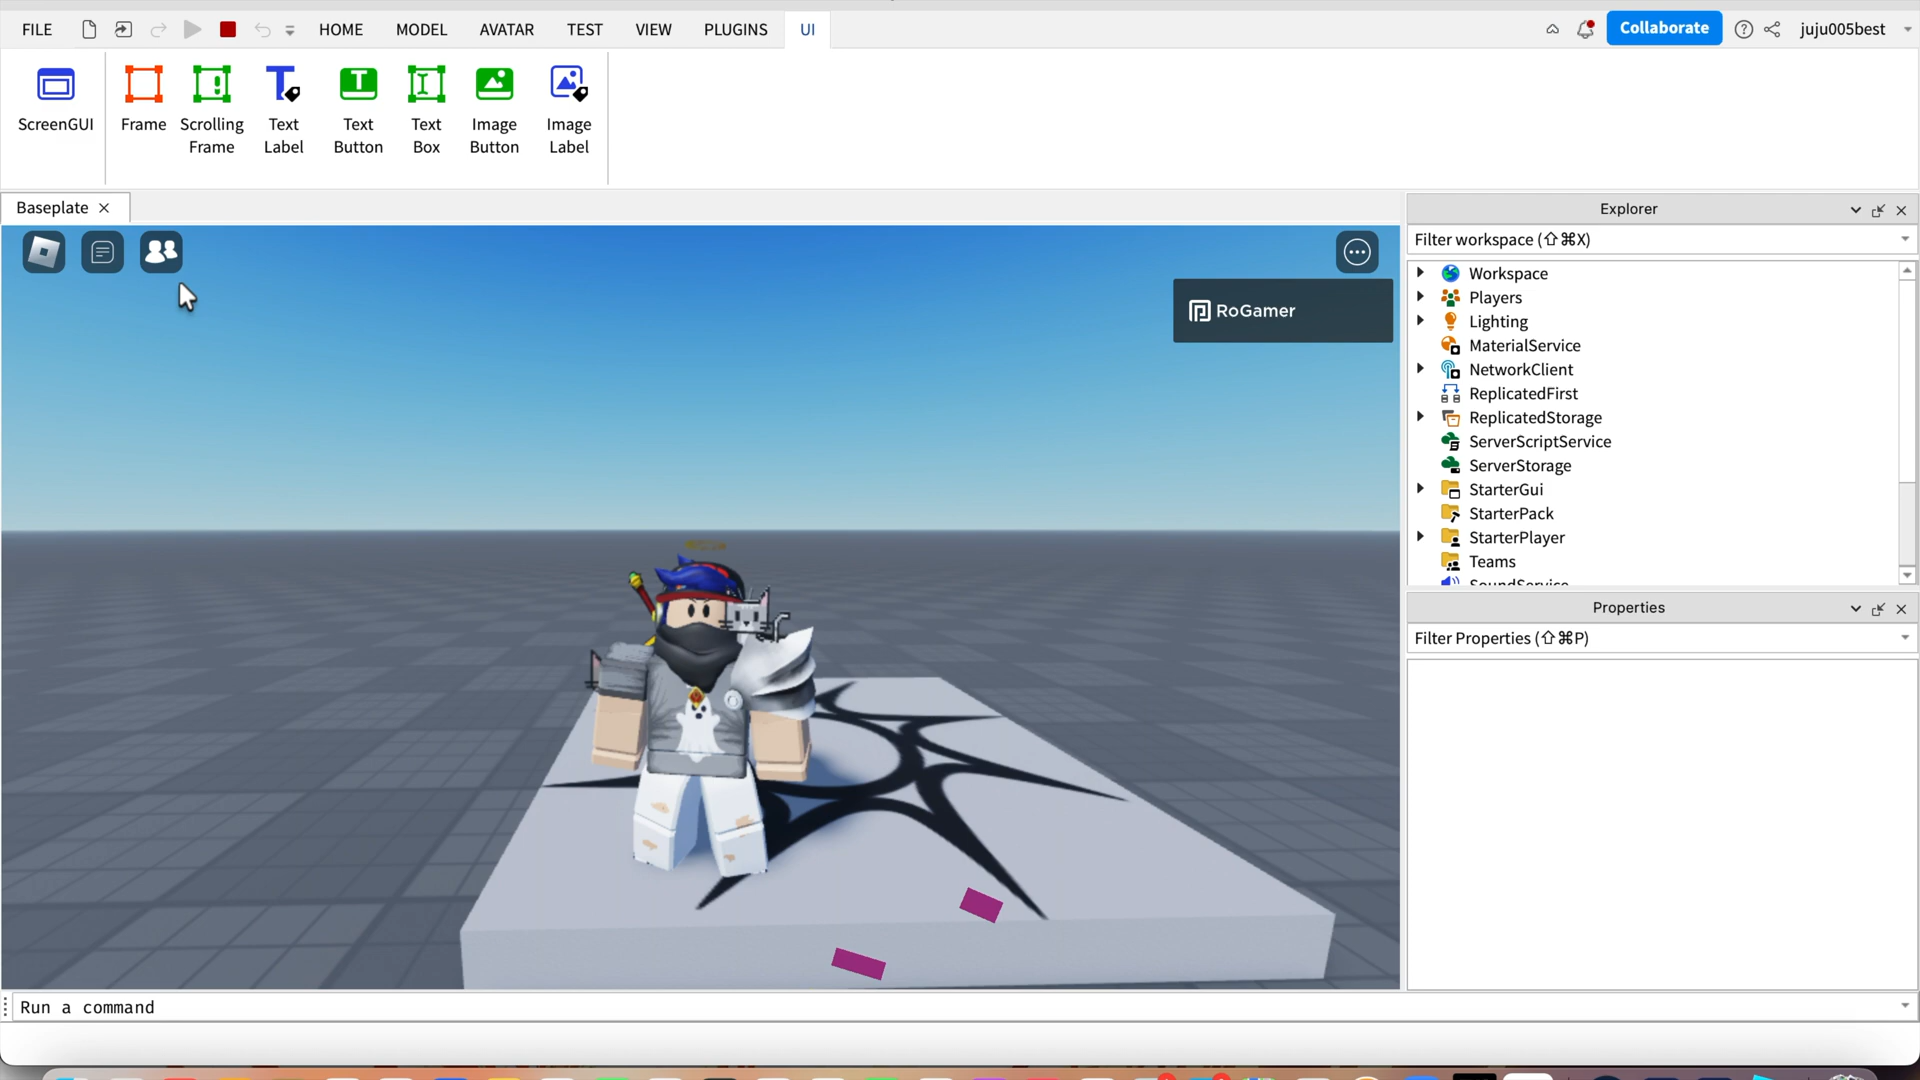 FILE HOME MODEL AVATAR TEST VIEW PLUGINS UI Collaborate juju005best
ScreenGUI
Frame
Scrolling
Frame
Text
Label
Text
Button
Text
Box
Image
Button
Image
Label
Baseplate
RoGamer
Explorer
Filter workspace (⇧⌘X)
Workspace
Players
Lighting
MaterialService
NetworkClient
ReplicatedFirst
ReplicatedStorage
ServerScriptService
ServerStorage
StarterGui
StarterPack
StarterPlayer
Teams
SoundService
Properties
Filter Properties (⇧⌘P)
Run a command